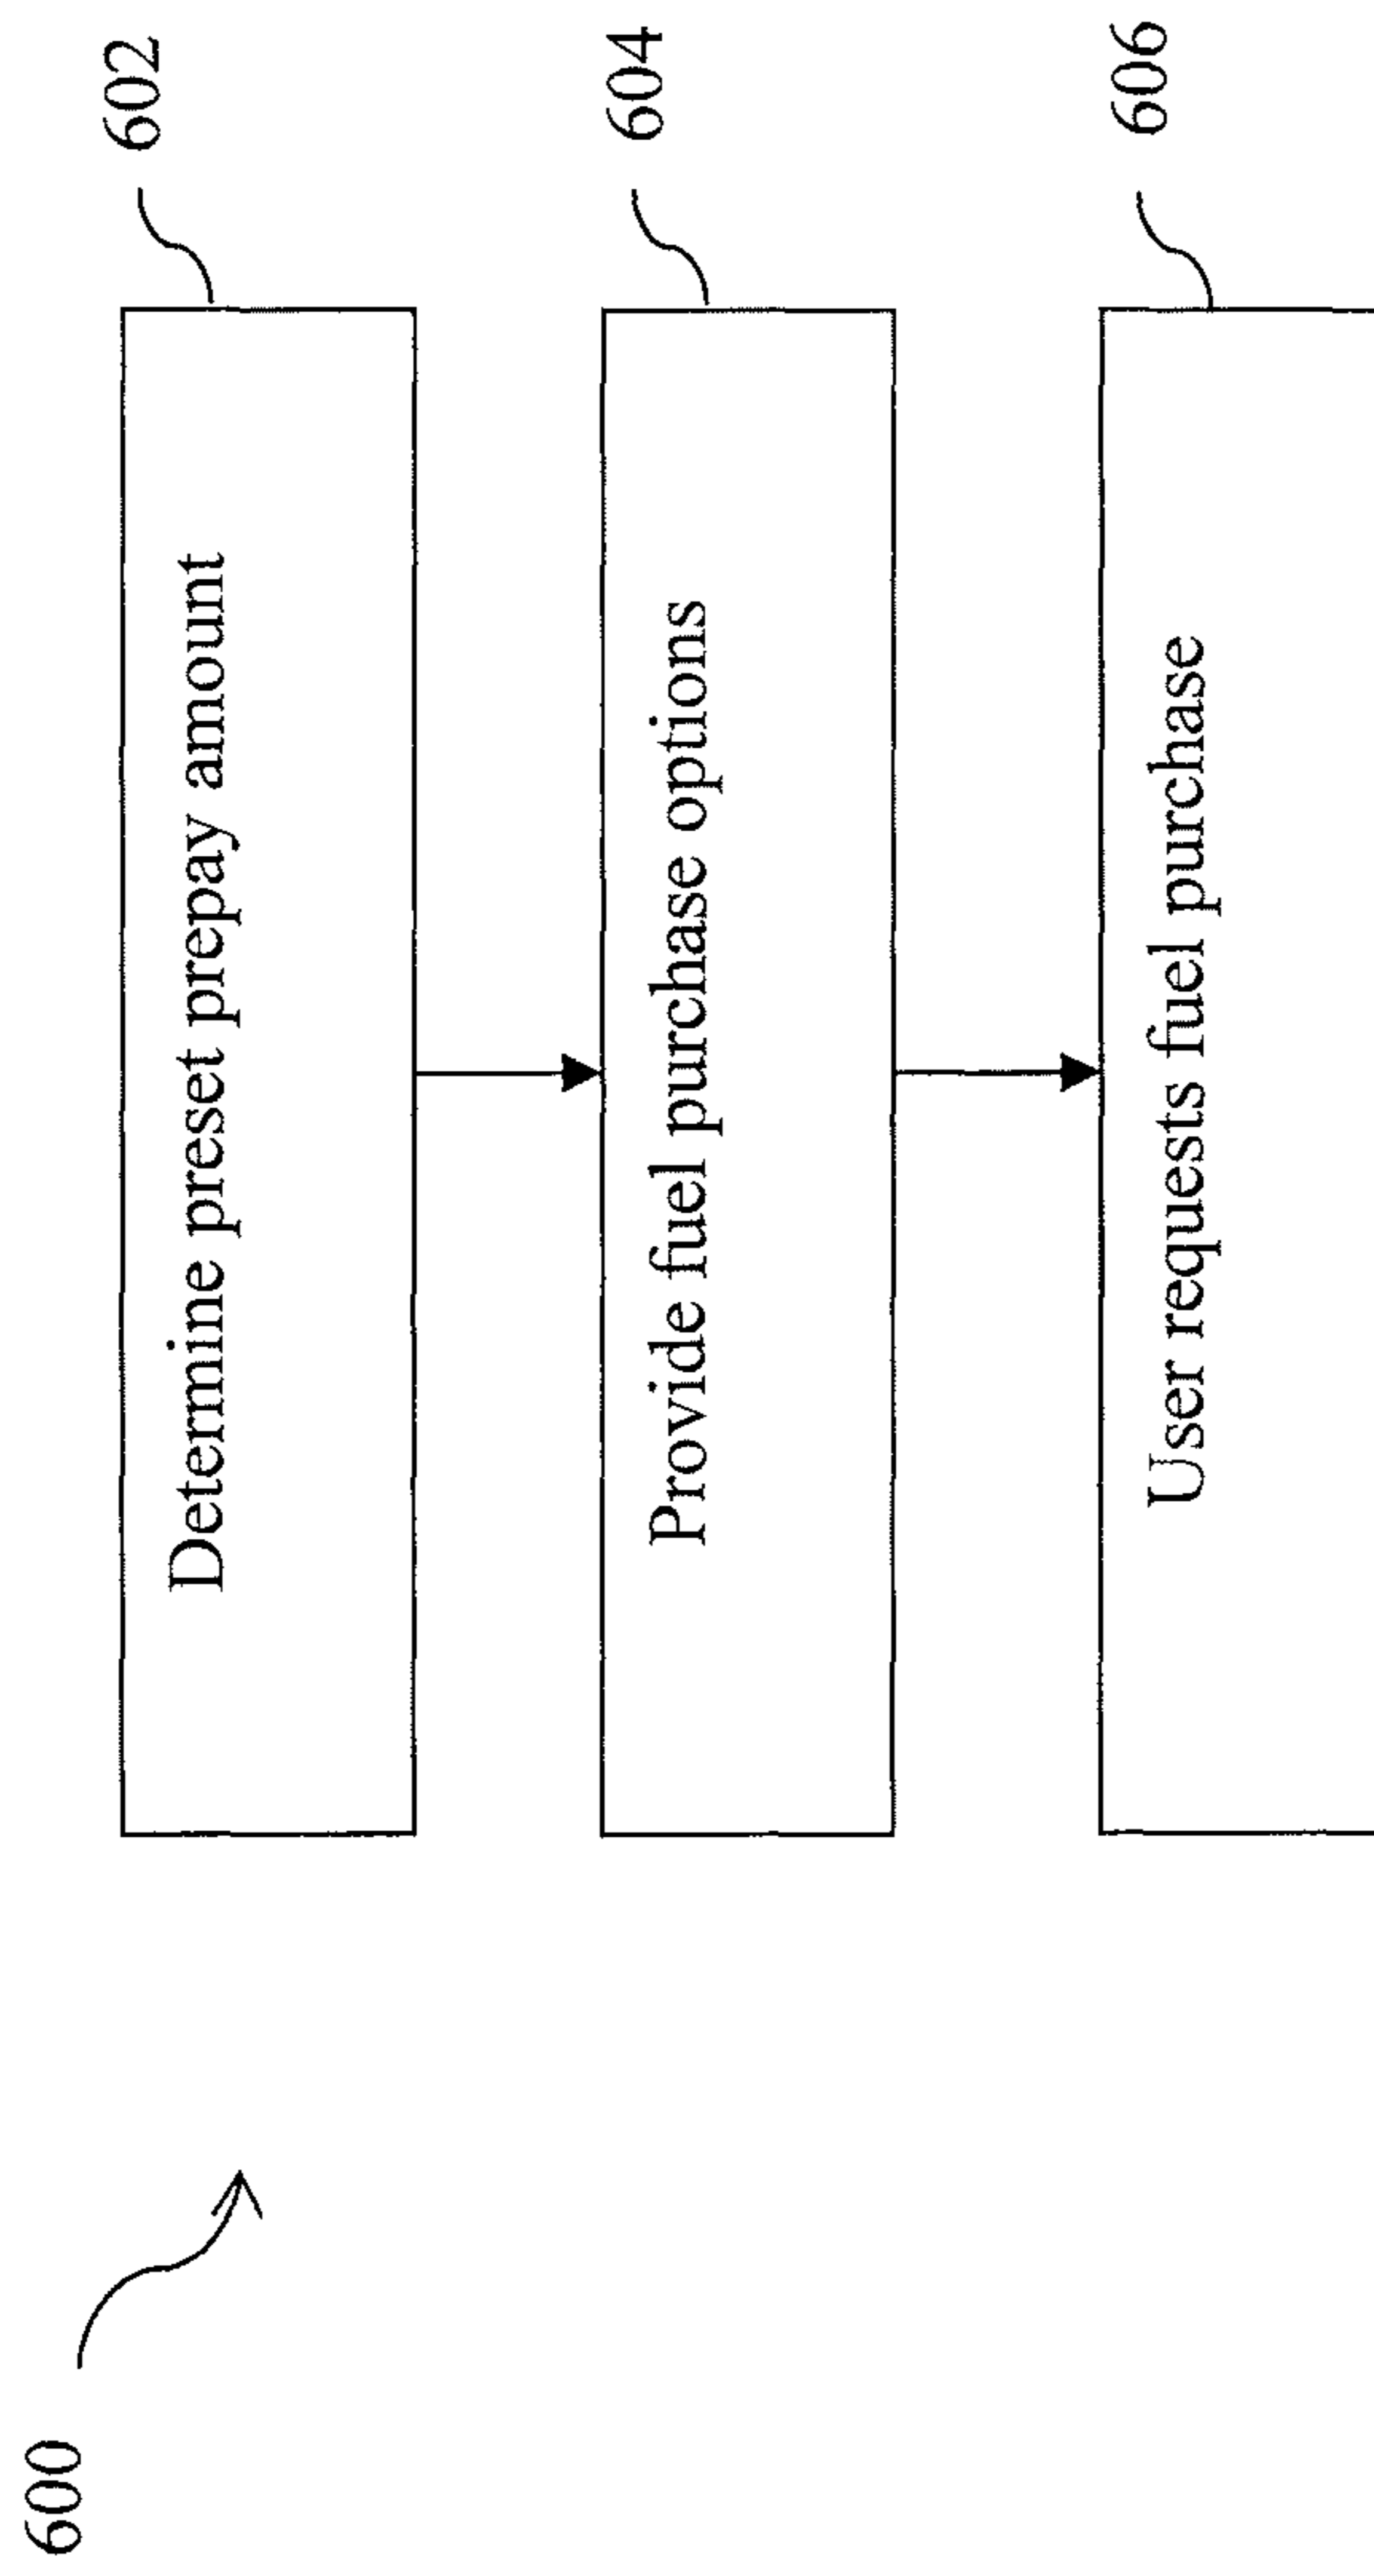 600
Determine preset prepay amount
602
Provide fuel purchase options
604
User requests fuel purchase
606